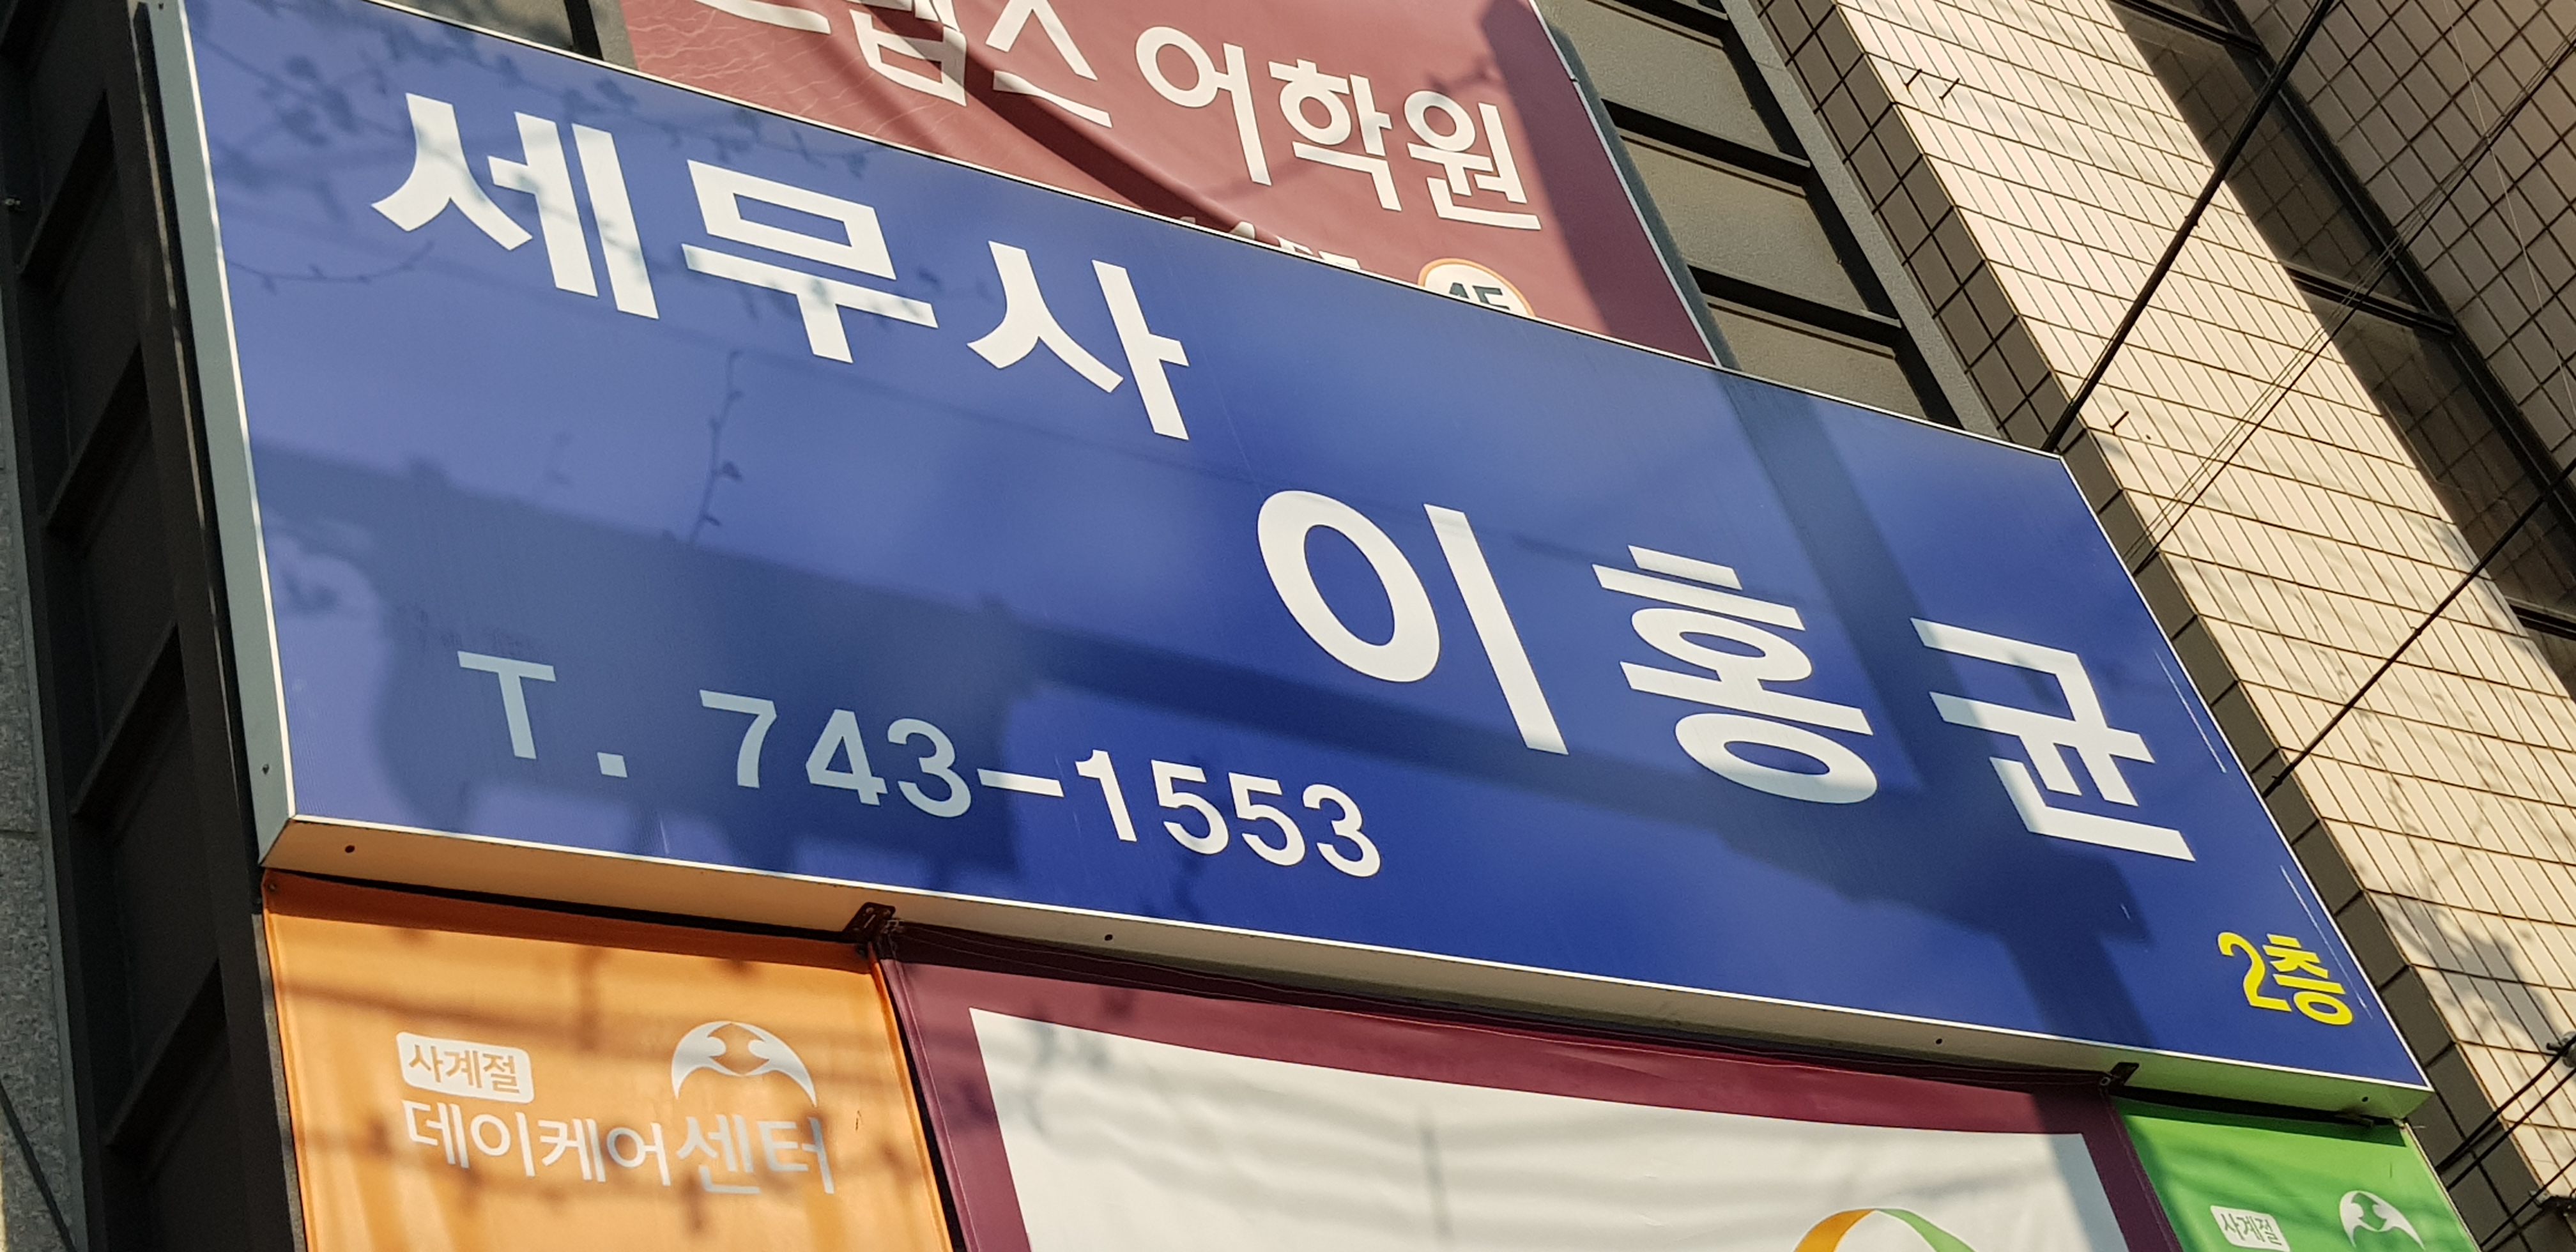 어학원
세무사
이홍균
T. 743-1553
2층
사계절
데이케어센터
사계절